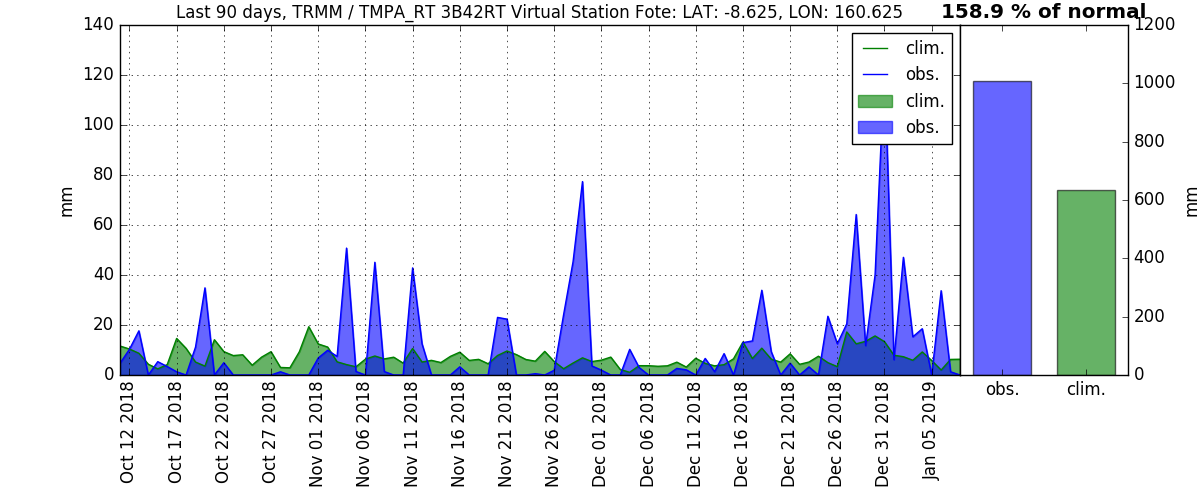 Last 90 days, TRMM / TMPA_RT 3B42RT Virtual Station Fote: LAT: -8.625, LON: 160.625
158.9 % of normal
140
120
100
80
60
40
20
0
mm
clim.
obs.
clim.
obs.
1200
1000
800
600
400
200
0
mm
Oct 12 2018
Oct 17 2018
Oct 22 2018
Oct 27 2018
Nov 01 2018
Nov 06 2018
Nov 11 2018
Nov 16 2018
Nov 21 2018
Nov 26 2018
Dec 01 2018
Dec 06 2018
Dec 11 2018
Dec 16 2018
Dec 21 2018
Dec 26 2018
Dec 31 2018
Jan 05 2019
obs.
clim.